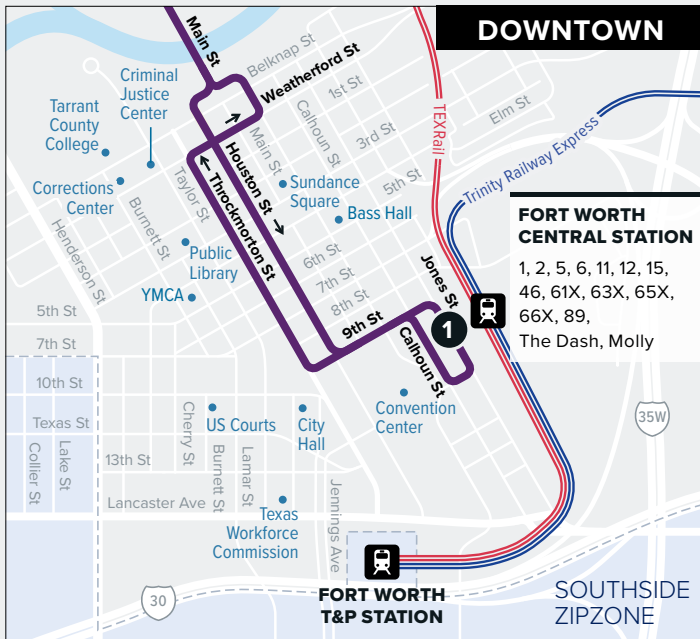 DOWNTOWN
Main St
Belknap St
Weatherford St
Criminal
Justice
Center
Tarrant
County
College
1st St
Calhoun St
3rd St
Elm St
TEXRail
Trinity Railway Express
Main St
Houston St
Throckmorton St
Taylor St
Corrections
Center
Burnett St
Henderson St
Sundance
Square
5th St
Bass Hall
Public
Library
YMCA
6th St
7th St
8th St
9th St
Jones St
Calhoun St
1
FORT WORTH
CENTRAL STATION
1, 2, 5, 6, 11, 12, 15,
46, 61X, 63X, 65X,
66X, 89,
The Dash, Molly
5th St
7th St
10th St
Texas St
Collier St
Lake St
13th St
Cherry St
Burnett St
Lamar St
US Courts
City
Hall
Convention
Center
35W
Lancaster Ave
Jennings Ave
Texas
Workforce
Commission
30
FORT WORTH
T&P STATION
SOUTHSIDE
ZIPZONE